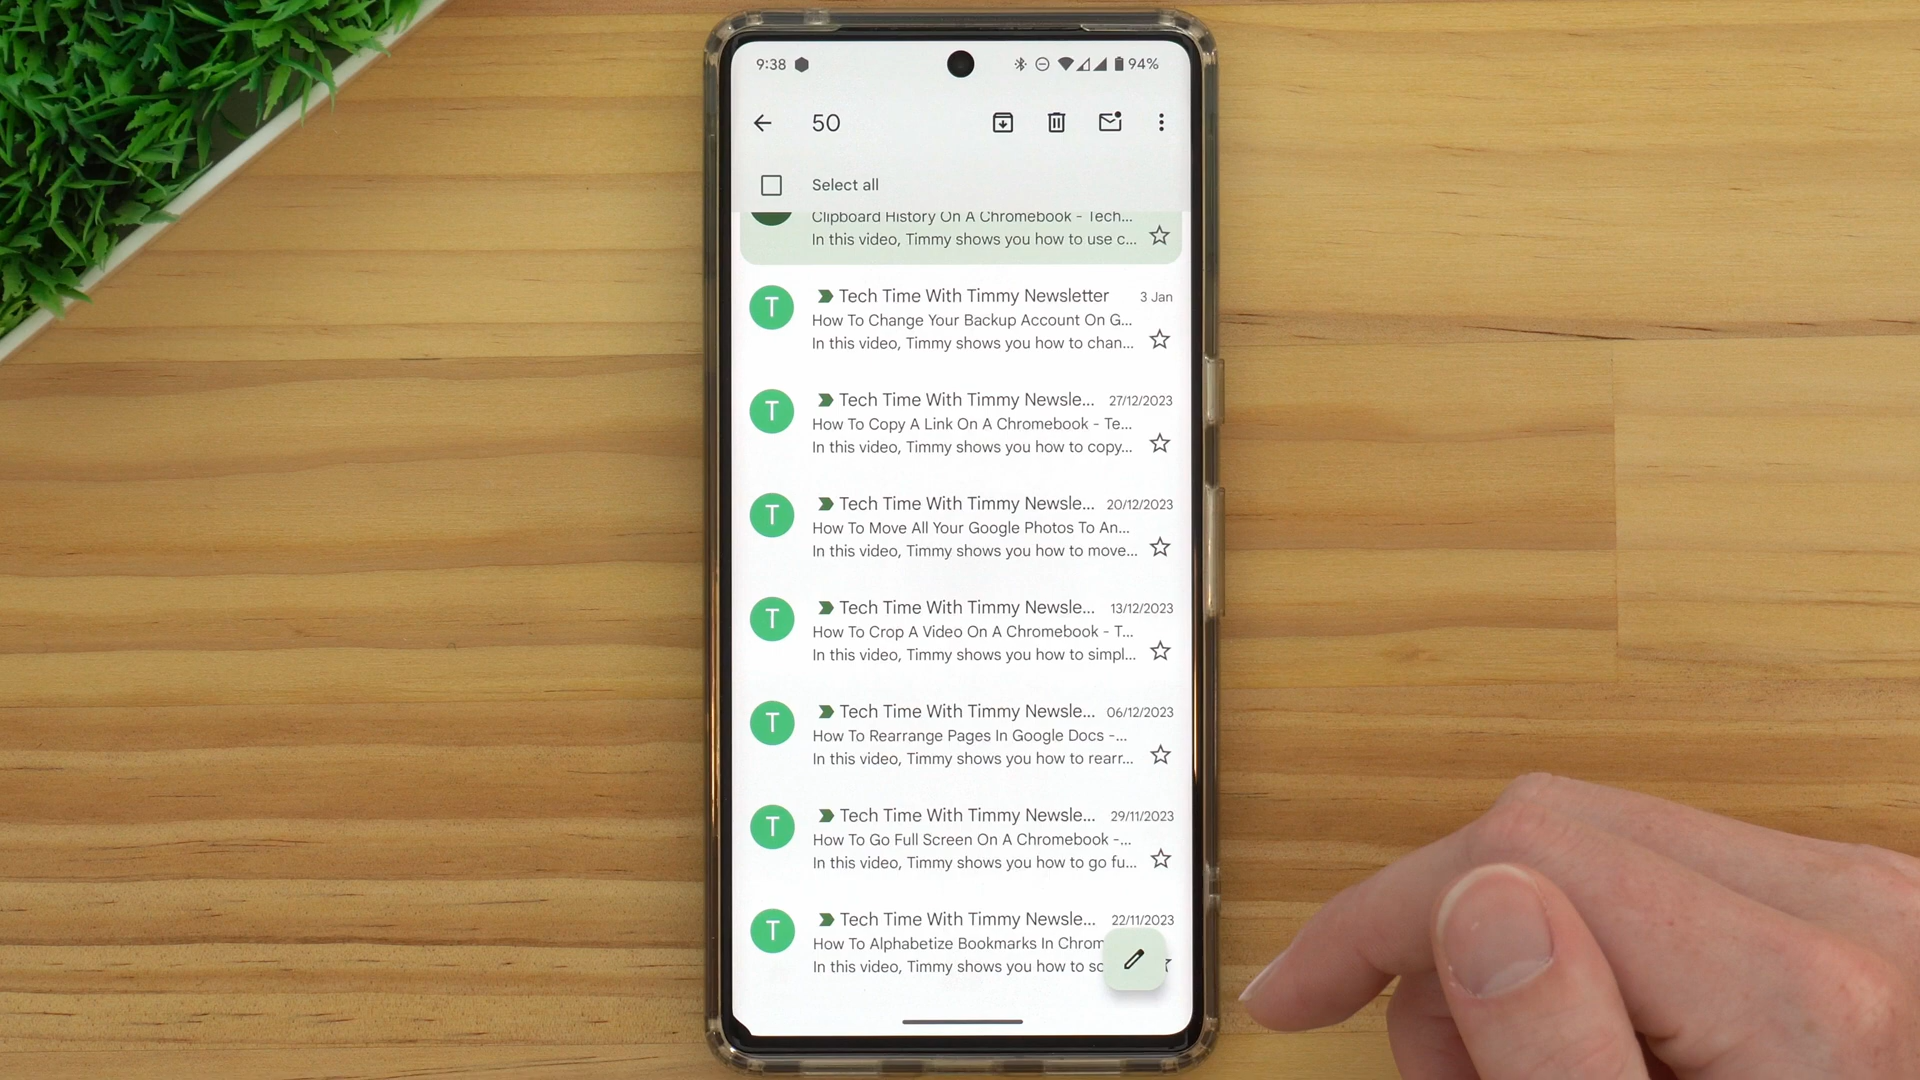 9:38
94%
50
Select all
Clipboard History On A Chromebook - Tech...
In this video, Timmy shows you how to use c...
T
Tech Time With Timmy Newsletter
3 Jan
How To Change Your Backup Account On G...
In this video, Timmy shows you how to chan...
T
Tech Time With Timmy Newsle...
27/12/2023
How To Copy A Link On A Chromebook - Te...
In this video, Timmy shows you how to copy...
T
Tech Time With Timmy Newsle...
20/12/2023
How To Move All Your Google Photos To An...
In this video, Timmy shows you how to move...
T
Tech Time With Timmy Newsle...
13/12/2023
How To Crop A Video On A Chromebook - T...
In this video, Timmy shows you how to simpl...
T
Tech Time With Timmy Newsle...
06/12/2023
How To Rearrange Pages In Google Docs -...
In this video, Timmy shows you how to rearr...
T
Tech Time With Timmy Newsle...
29/11/2023
How To Go Full Screen On A Chromebook -...
In this video, Timmy shows you how to go fu...
T
Tech Time With Timmy Newsle...
22/11/2023
How To Alphabetize Bookmarks In Chrom
In this video, Timmy shows you how to so